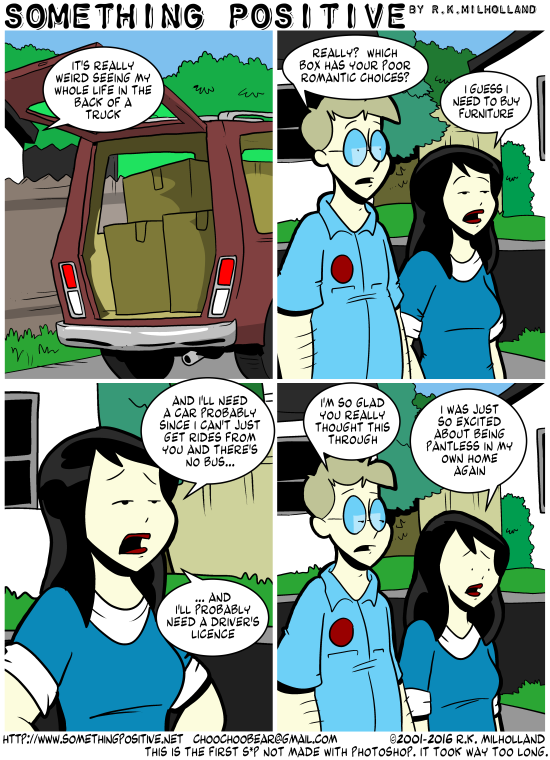 SOMETHING POSITIVE BY R.K.MILHOLLAND
IT'S REALLY
WEIRD SEEING MY
WHOLE LIFE IN THE
BACK OF A
TRUCK
REALLY? WHICH
BOX HAS YOUR POOR
ROMANTIC CHOICES?
I GUESS I
NEED TO BUY
FURNITURE
AND I'LL NEED
A CAR PROBABLY
SINCE I CAN'T JUST
GET RIDES FROM
YOU AND THERE'S
NO BUS...
... AND
I'LL PROBABLY
NEED A DRIVER'S
LICENCE
I'M SO GLAD
YOU REALLY
THOUGHT THIS
THROUGH
I WAS JUST
SO EXCITED
ABOUT BEING
PANTLESS IN MY
OWN HOME
AGAIN
HTTP://WWW.SOMETHINGPOSITIVE.NET CHOOCHOOBEAR@GMAIL.COM ©2001-2016 R.K. MILHOLLAND
THIS IS THE FIRST S*P NOT MADE WITH PHOTOSHOP. IT TOOK WAY TOO LONG.